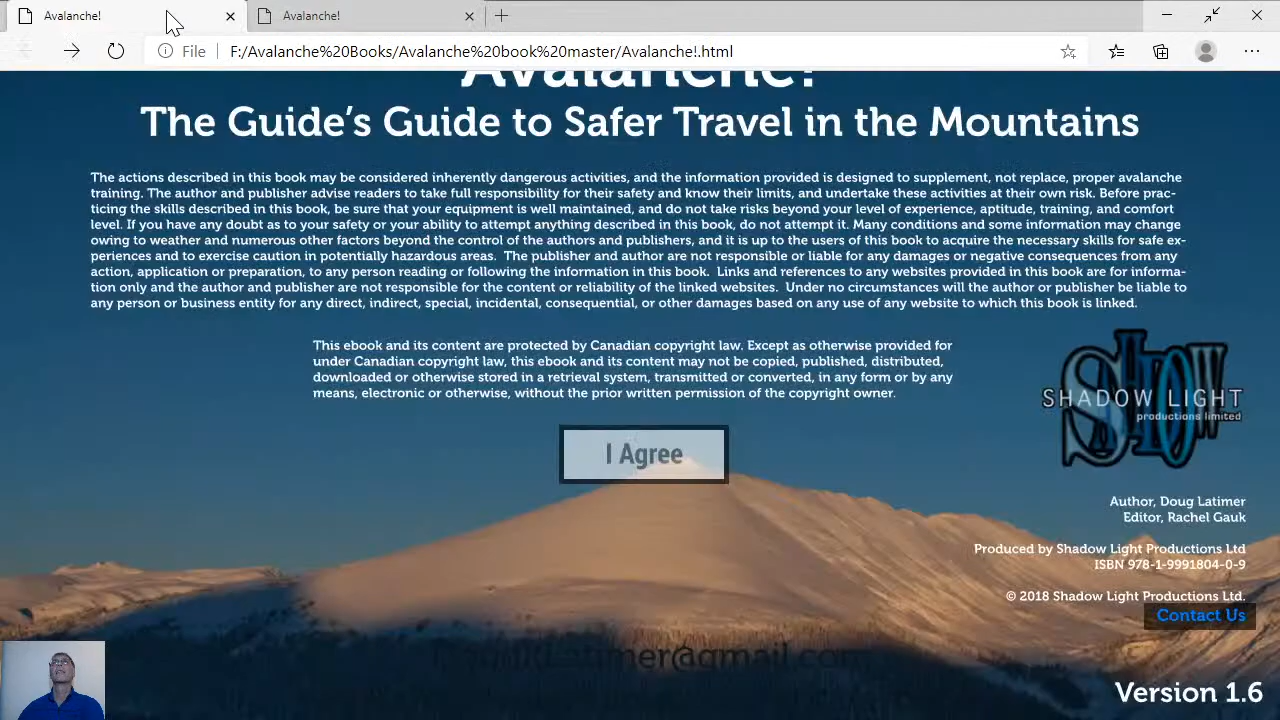 Avalanche!
Avalanche!
File
F:/Avalanche%20Books/Avalanche%20book%20master/Avalanche!.html
Avalanche!
The Guide's Guide to Safer Travel in the Mountains
The actions described in this book may be considered inherently dangerous activities, and the information provided is designed to supplement, not replace, proper avalanche
training. The author and publisher advise readers to take full responsibility for their safety and know their limits, and undertake these activities at their own risk. Before prac-
ticing the skills described in this book, be sure that your equipment is well maintained, and do not take risks beyond your level of experience, aptitude, training, and comfort
level. If you have any doubt as to your safety or your ability to attempt anything described in this book, do not attempt it. Many conditions and some information may change
owing to weather and numerous other factors beyond the control of the authors and publishers, and it is up to the users of this book to acquire the necessary skills for safe ex-
periences and to exercise caution in potentially hazardous areas. The publisher and author are not responsible or liable for any damages or negative consequences from any
action, application or preparation, to any person reading or following the information in this book. Links and references to any websites provided in this book are for informa-
tion only and the author and publisher are not responsible for the content or reliability of the linked websites. Under no circumstances will the author or publisher be liable to
any person or business entity for any direct, indirect, special, incidental, consequential, or other damages based on any use of any website to which this book is linked.
This ebook and its content are protected by Canadian copyright law. Except as otherwise provided for
under Canadian copyright law, this ebook and its content may not be copied, published, distributed,
downloaded or otherwise stored in a retrieval system, transmitted or converted, in any form or by any
means, electronic or otherwise, without the prior written permission of the copyright owner.
SHADOW LIGHT
productions limited
I Agree
Author, Doug Latimer
Editor, Rachel Gauk
Produced by Shadow Light Productions Ltd
ISBN 978-1-9991804-0-9
© 2018 Shadow Light Productions Ltd.
Contact Us
Version 1.6